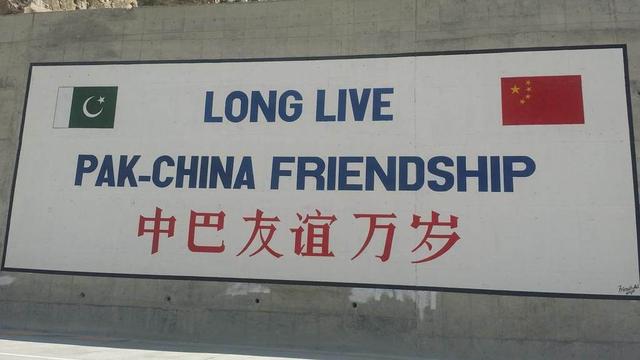 LONG LIVE
PAK-CHINA FRIENDSHIP
中巴友谊万岁